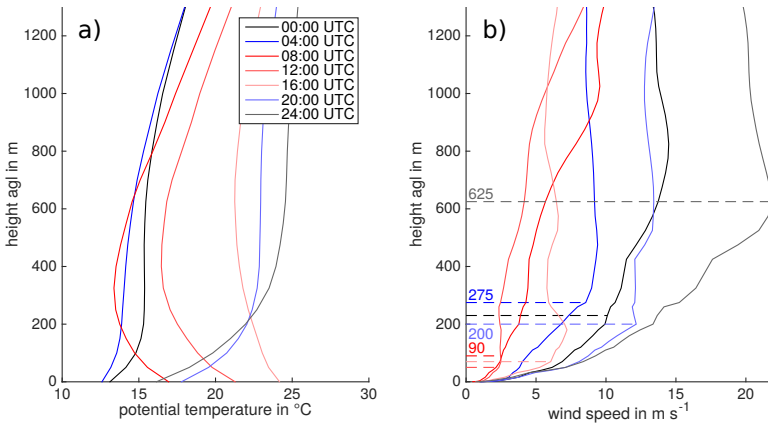 a)
00:00 UTC
04:00 UTC
08:00 UTC
12:00 UTC
16:00 UTC
20:00 UTC
24:00 UTC
1200
1000
800
600
400
200
0
height agl in m
10 15 20 25 30
potential temperature in °C
b)
1200
1000
800
600
400
200
0
height agl in m
625
275
200
90
0 5 10 15 20
wind speed in m s⁻¹